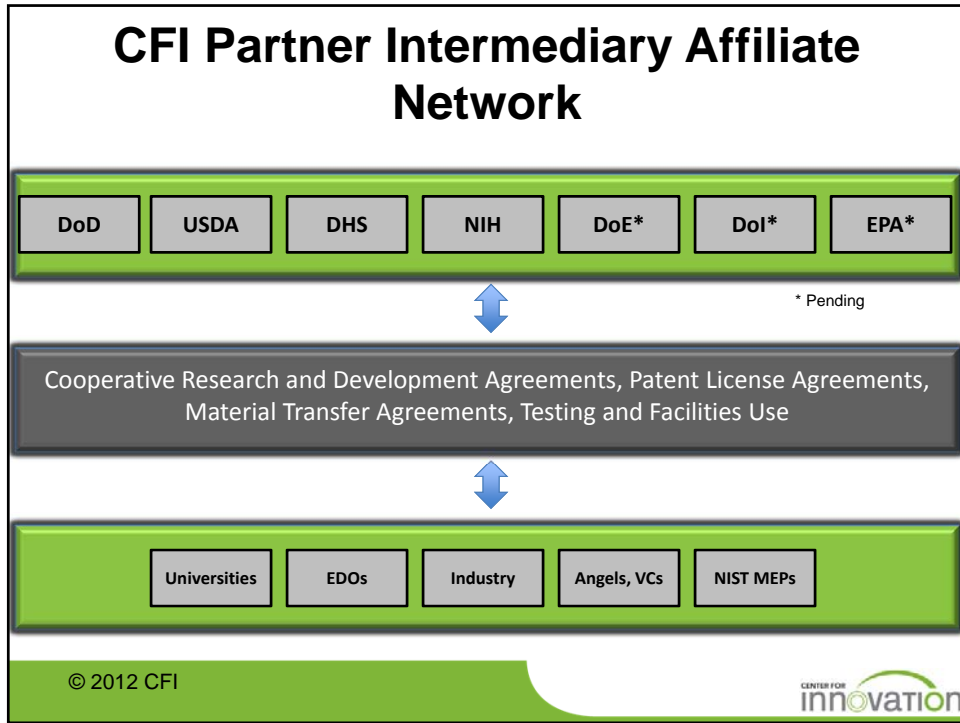 CFI Partner Intermediary Affiliate
Network
DoD USDA DHS NIH DoE* DoI* EPA*
* Pending
Cooperative Research and Development Agreements, Patent License Agreements,
Material Transfer Agreements, Testing and Facilities Use
Universities EDOs Industry Angels, VCs NIST MEPs
© 2012 CFI
CENTER FOR
innovation